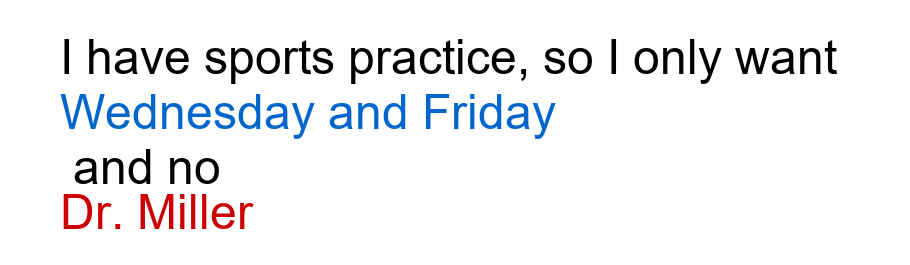 I have sports practice, so I only want
Wednesday and Friday
and no
Dr. Miller